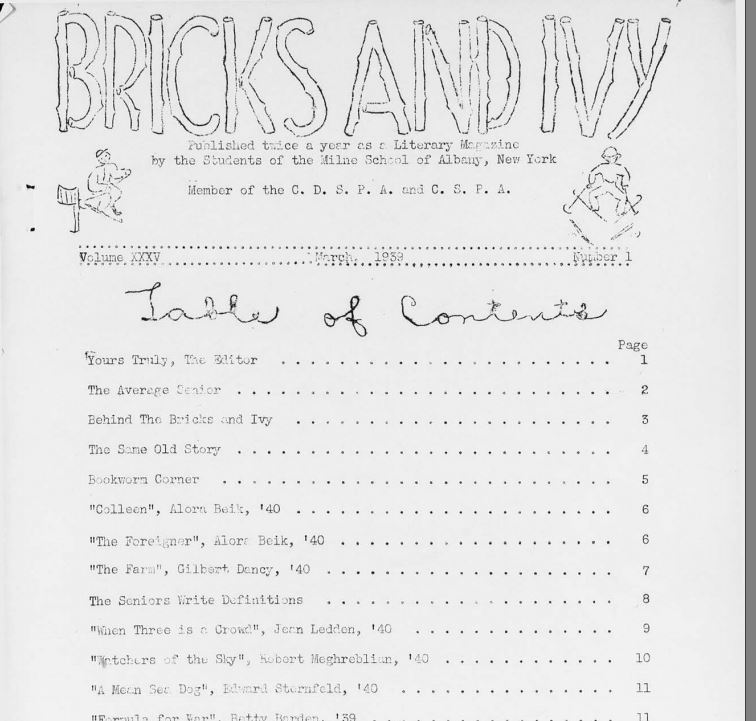 BRICKS AND IVY
Published twice a year as a Literary Magazine
by the Students of the Milne School of Albany, New York
Member of the C. D. S. P. A. and C. S. P. A.
Volume XXXV March, 1939 Number 1
Table of Contents
Page
Yours Truly, The Editor . . . . . . . . . . . . . . . . . . . . . . . 1
The Average Senior . . . . . . . . . . . . . . . . . . . . . . . . . . 2
Behind The Bricks and Ivy . . . . . . . . . . . . . . . . . . . . . . 3
The Same Old Story . . . . . . . . . . . . . . . . . . . . . . . . . . 4
Bookworm Corner . . . . . . . . . . . . . . . . . . . . . . . . . . . 5
"Colleen", Alora Beik, '40 . . . . . . . . . . . . . . . . . . . . . . 6
"The Foreigner", Alora Beik, '40 . . . . . . . . . . . . . . . . . . . 6
"The Farm", Gilbert Dancy, '40 . . . . . . . . . . . . . . . . . . . . 7
The Seniors Write Definitions . . . . . . . . . . . . . . . . . . . . 8
"When Three is a Crowd", Jean Ledden, '40 . . . . . . . . . . . . . . 9
"Watchers of the Sky", Robert Meghreblian, '40 . . . . . . . . . . . . 10
"A Mean Sea Dog", Edward Sternfeld, '40 . . . . . . . . . . . . . . . 11
"Formula for War", Betty Barden, '39 . . . . . . . . . . . . . . . . . 11